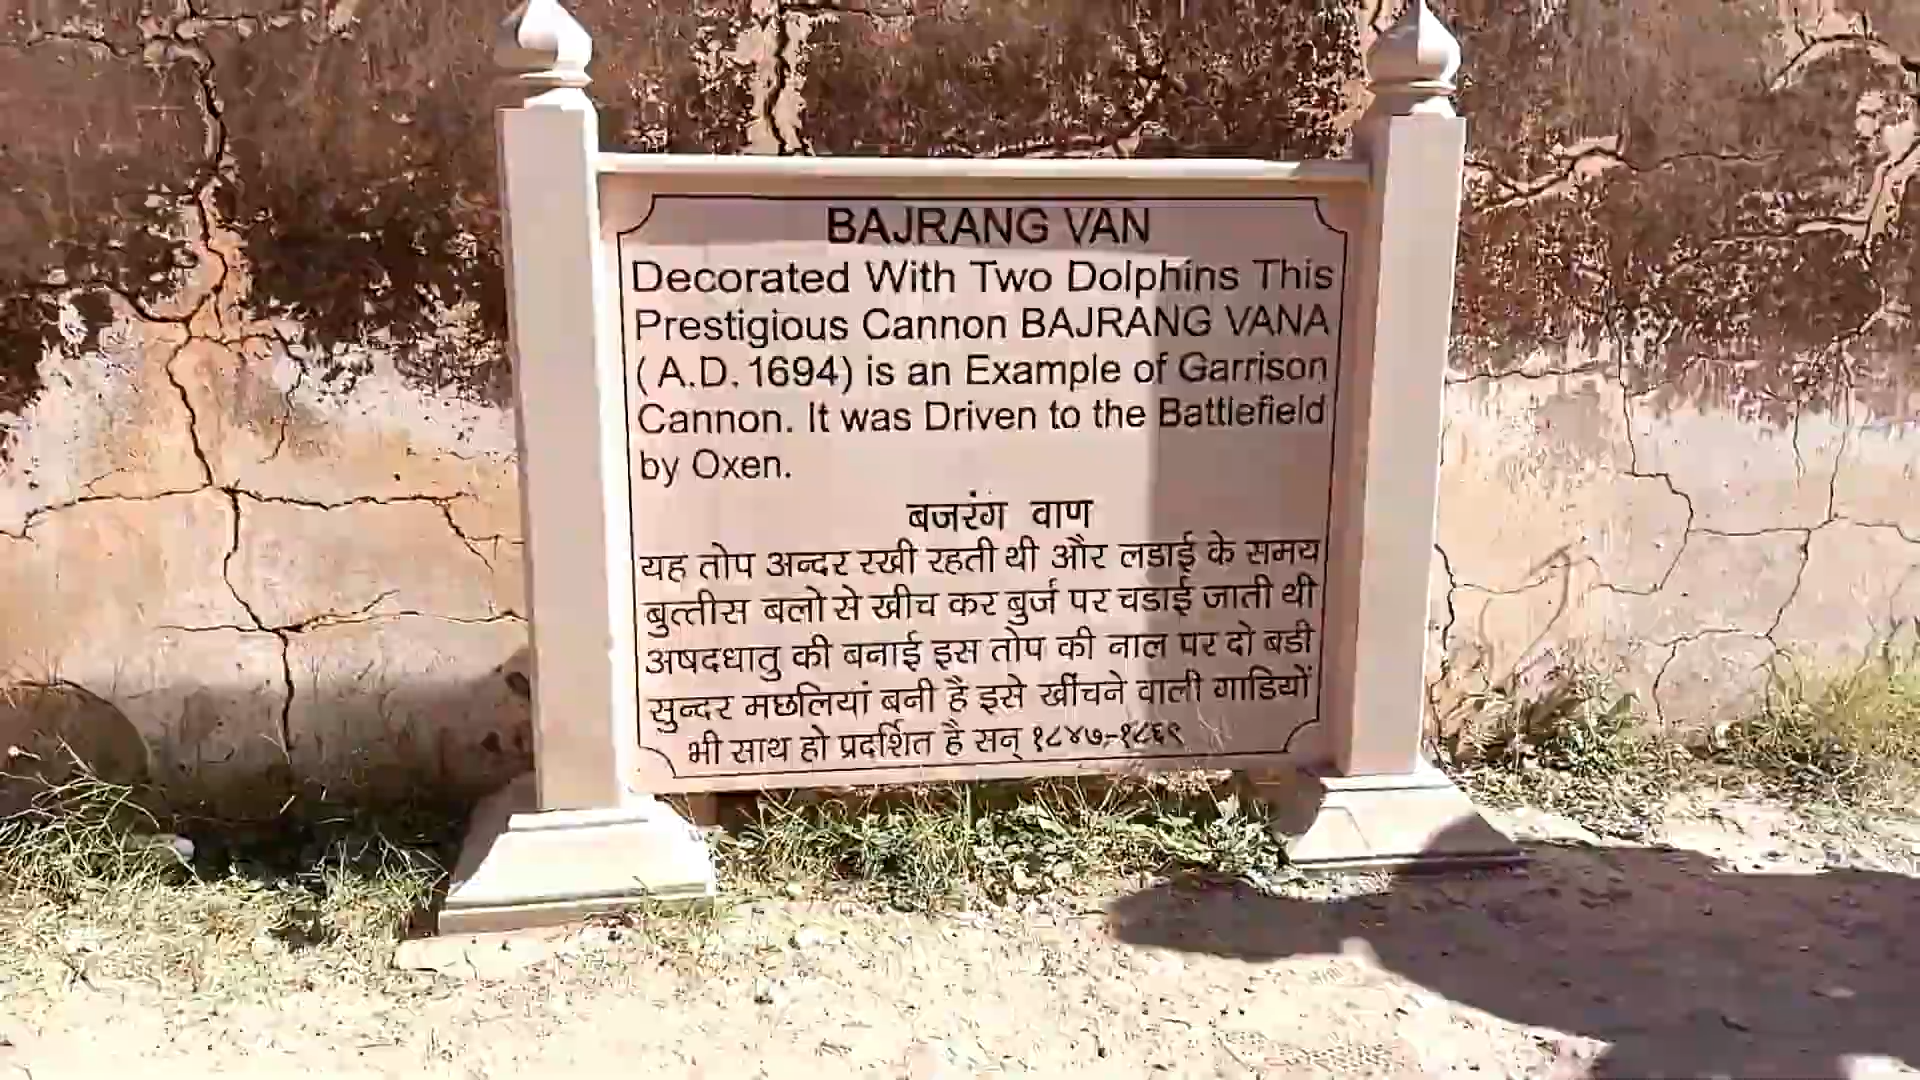 BAJRANG VAN
Decorated With Two Dolphins This
Prestigious Cannon BAJRANG VANA
( A.D. 1694) is an Example of Garrison
Cannon. It was Driven to the Battlefield
by Oxen.
बजरंग वाण
यह तोप अन्दर रखी रहती थी और लडाई के समय
बुत्तीस बलो से खीच कर बुर्ज पर चडाई जाती थी
अषदधातु की बनाई इस तोप की नाल पर दो बडी
सुन्दर मछलियां बनी है इसे खींचने वाली गाडियों
भी साथ हो प्रदर्शित है सन् १८४७-१८६९